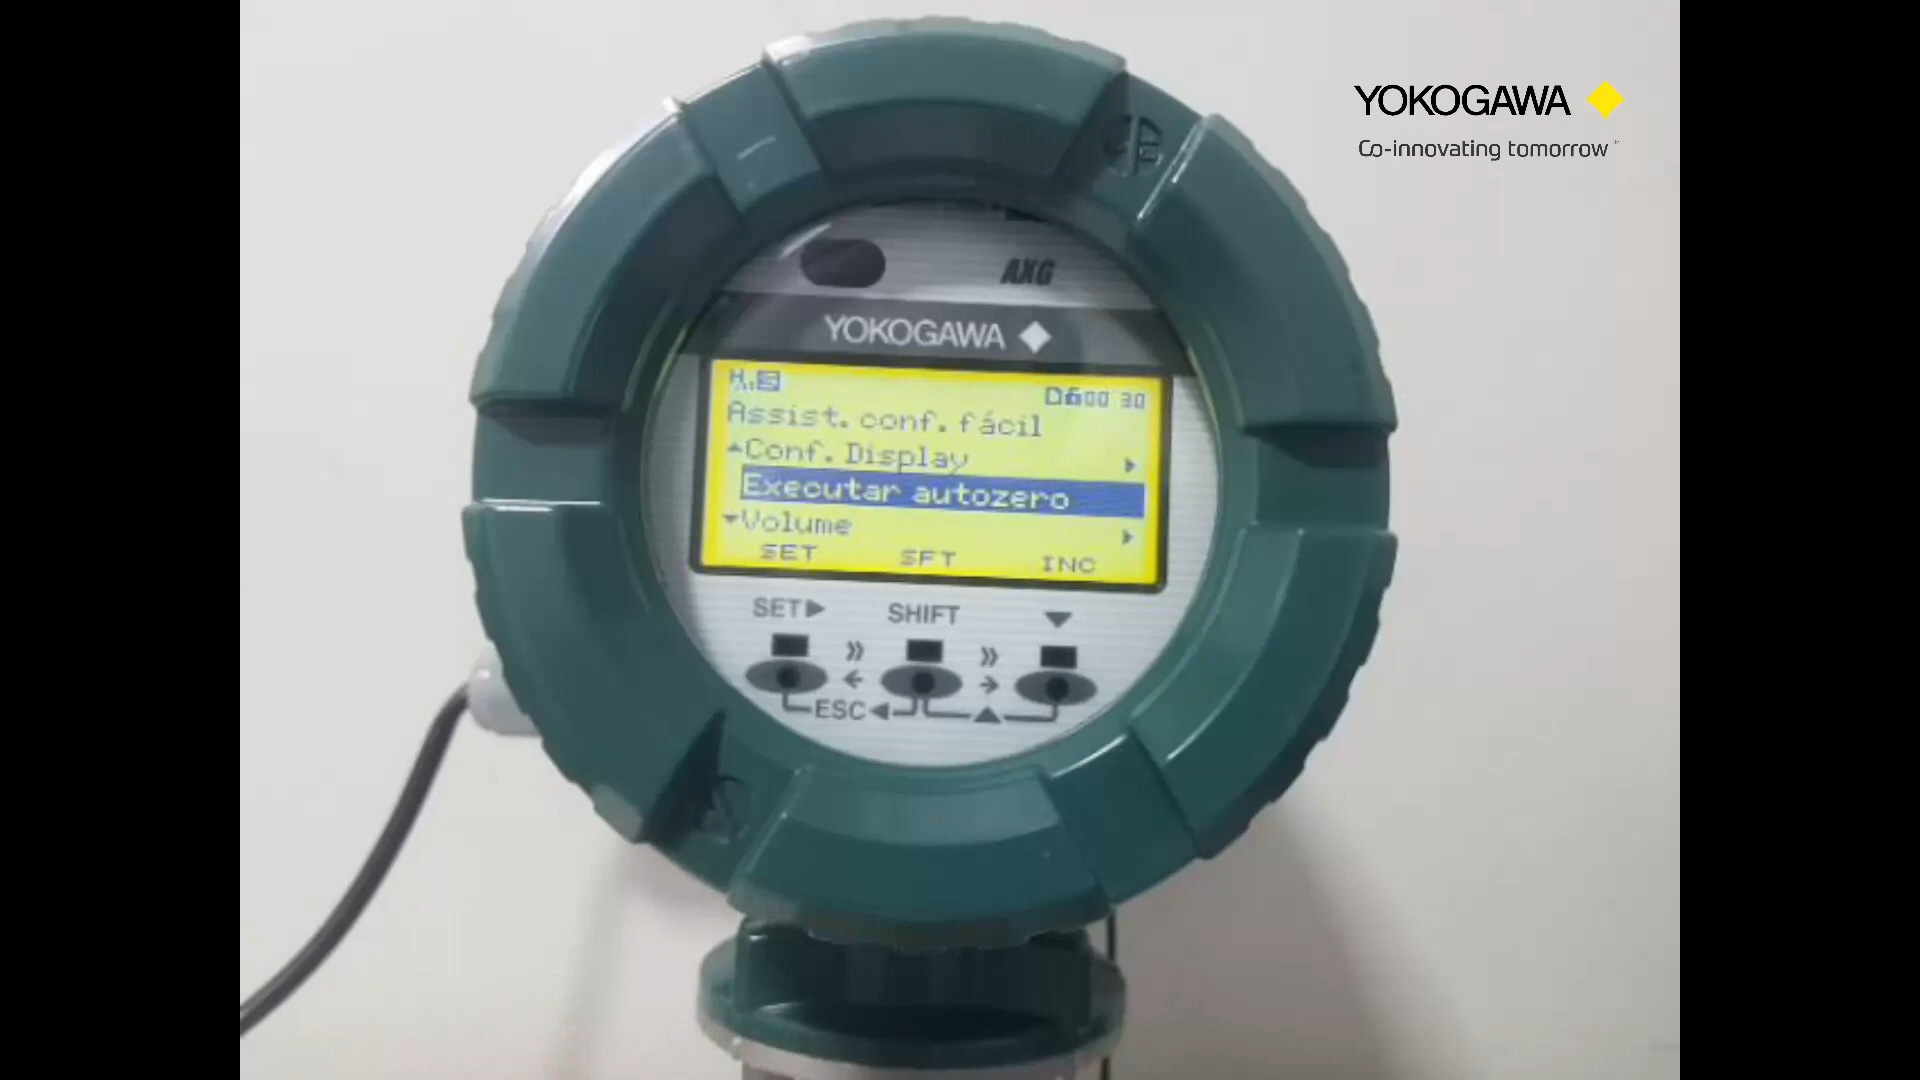 YOKOGAWA
Co-innovating tomorrow™
AXG
YOKOGAWA
Assist.conf.fácil
Conf.Display
Executar autozero
Volume
SET SFT INC
SET SHIFT
ESC